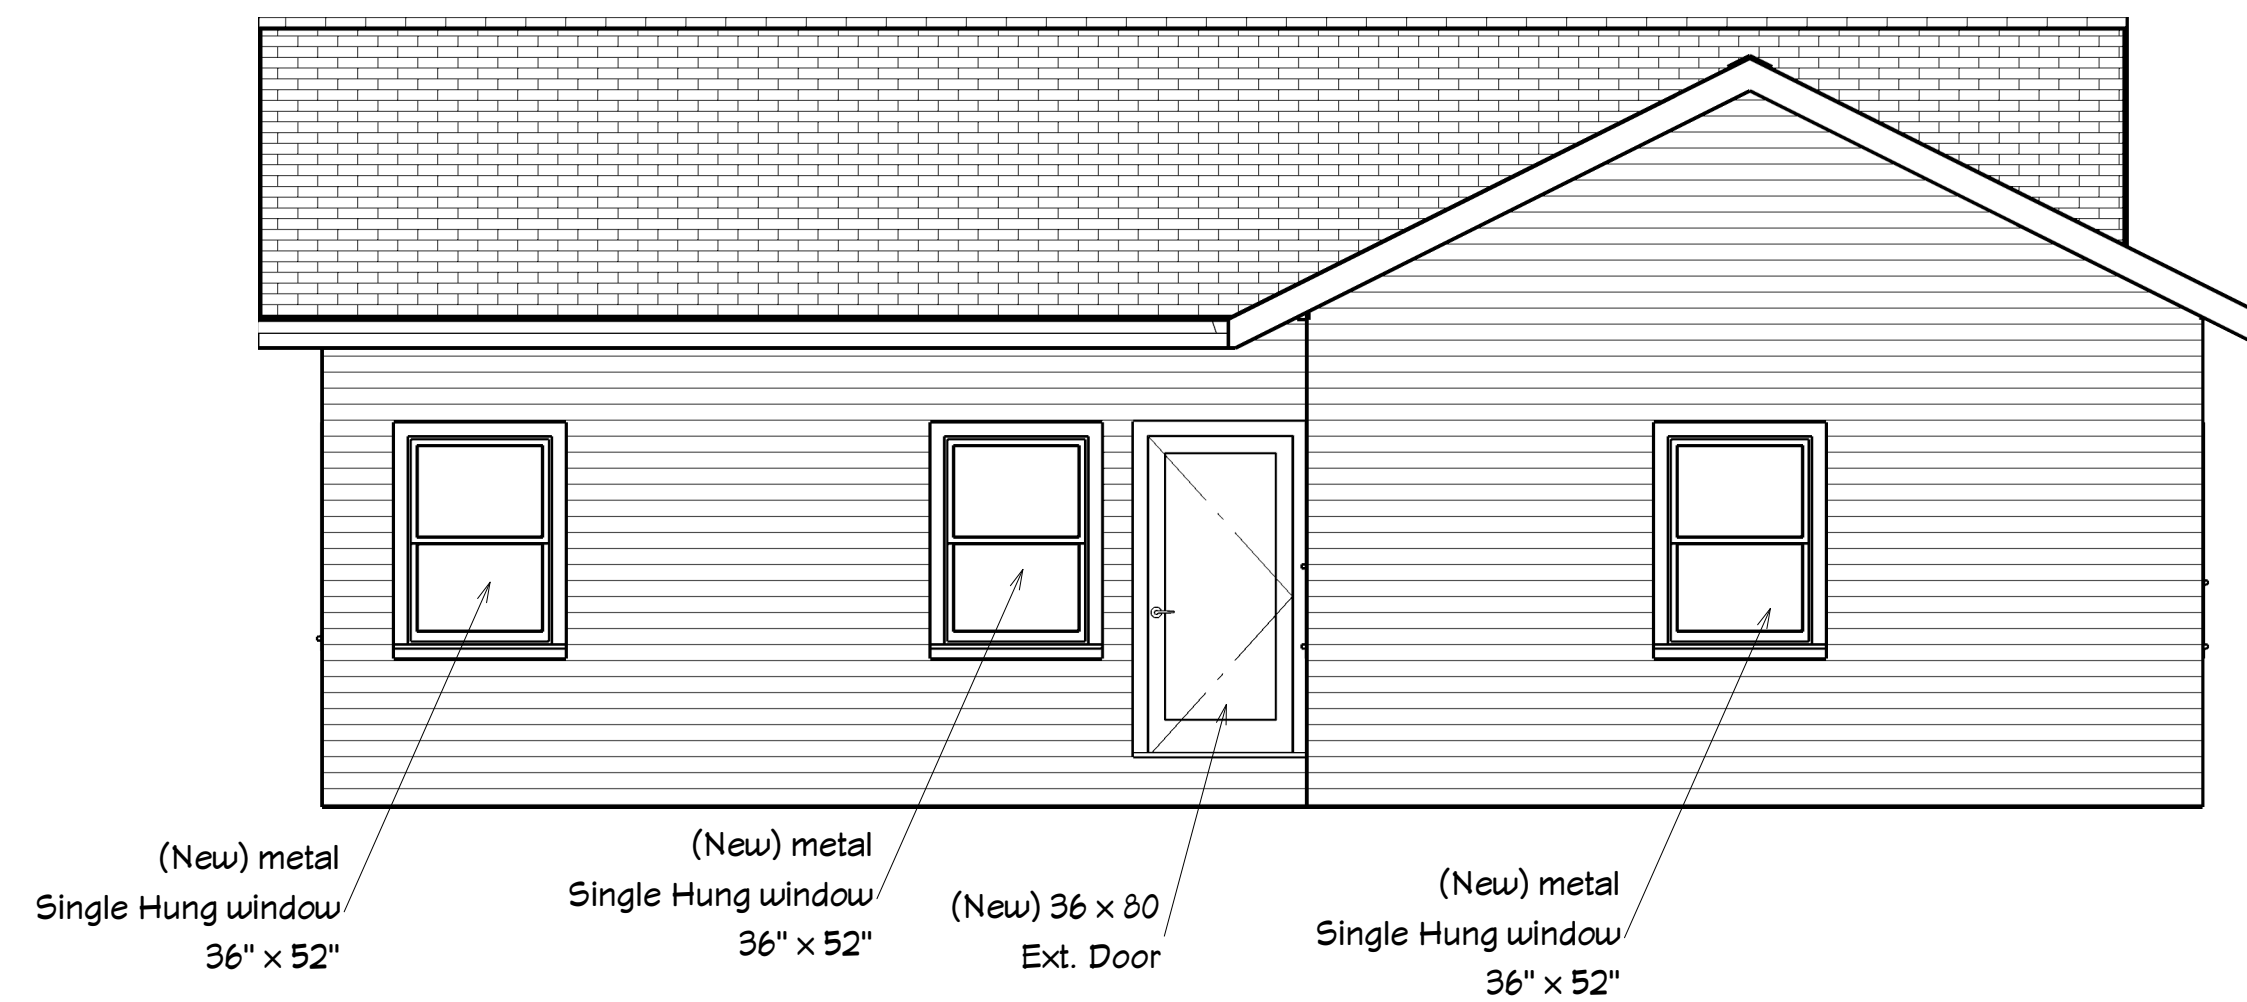 (New) metal
Single Hung window
36" x 52"
(New) metal
Single Hung window
36" x 52"
(New) 36 x 80
Ext. Door
(New) metal
Single Hung window
36" x 52"